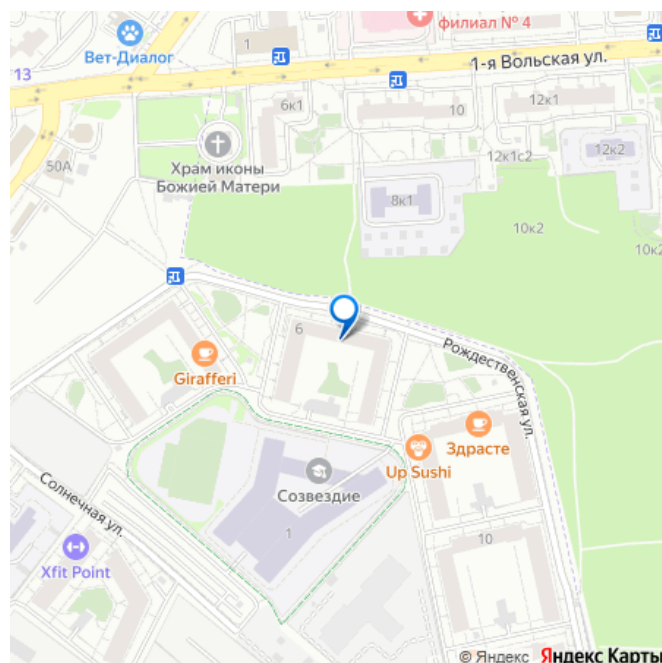 филиал № 4
1-я Вольская ул.
Вет-Диалог
1
13
6к1
10
12к1
50А
Храм иконы
Божией Матери
12к1с2
12к2
8к1
10к2
10к2
6
Рождественская ул.
Girafferi
Up Sushi
Здрасте
Созвездие
1
Солнечная ул.
Xfit Point
10
© Яндекс Яндекс Карты